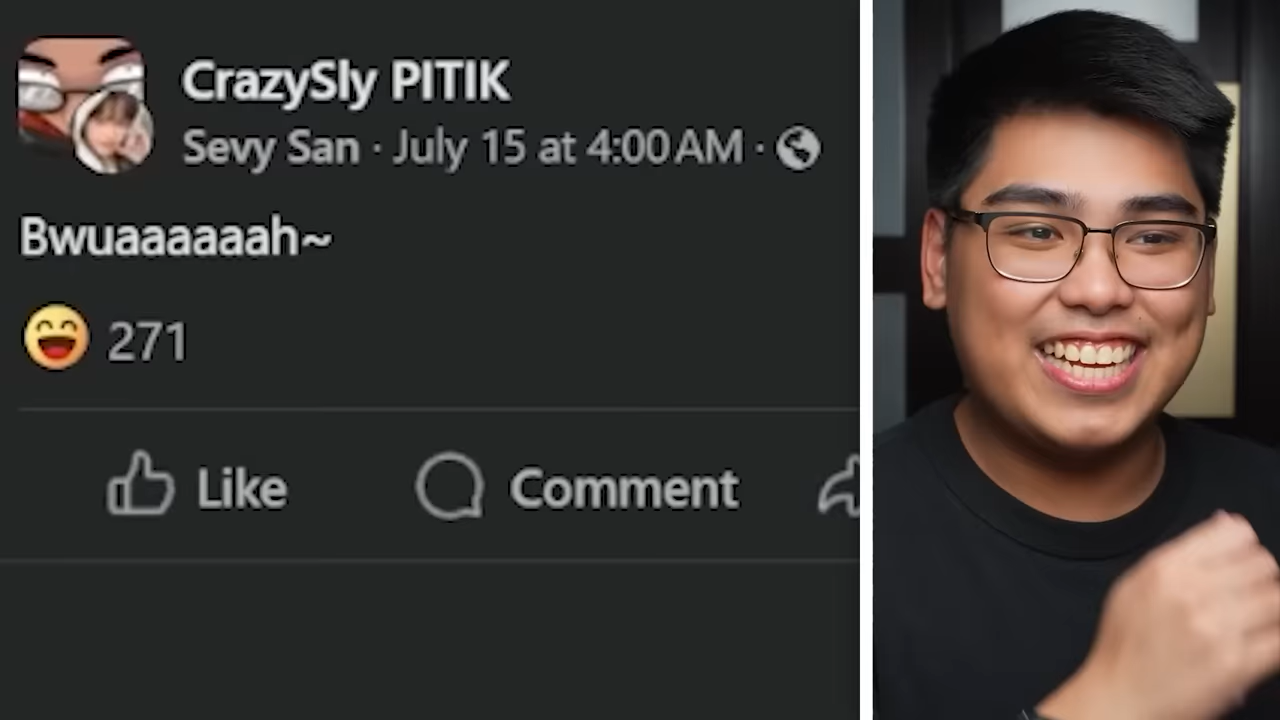 CrazySly PITIK
Sevy San · July 15 at 4:00 AM ·
Bwuaaaaaah~
271
Like
Comment